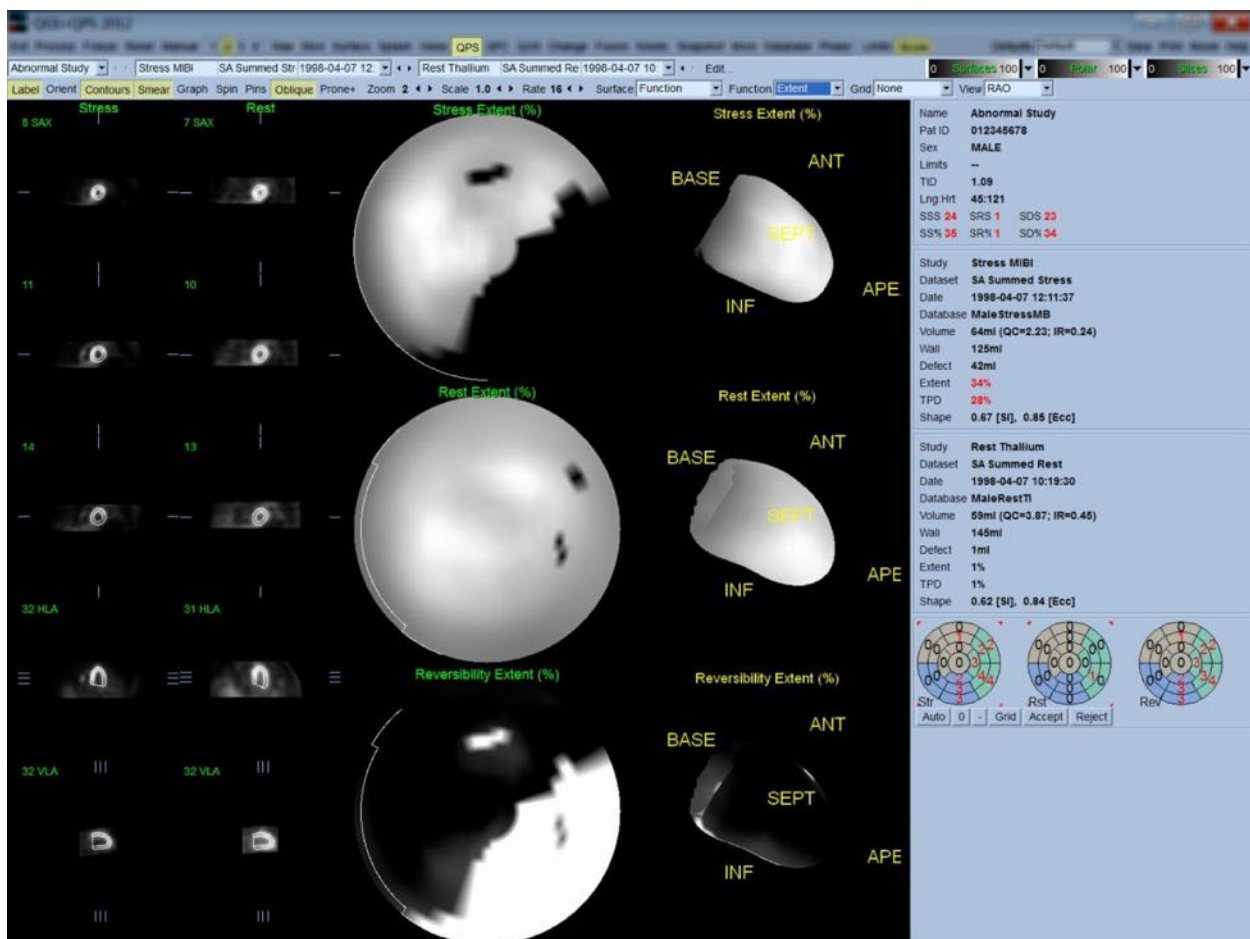 QGS+QPS 2012
QPS
Abnormal Study Stress MIBI SA Summed Str 1998-04-07 12: Rest Thallium SA Summed Re 1998-04-07 10: Edit...
0 Surfaces 100 0 Polar 100 0 Slices 100
Label Orient Contours Smear Graph Spin Pins Oblique Prone+ Zoom 2 Scale 1.0 Rate 16 Surface Function Function Extent Grid None View RAO
Stress Rest
8 SAX 7 SAX
11 10
14 13
32 HLA 31 HLA
32 VLA 32 VLA
Stress Extent (%)
Rest Extent (%)
Reversibility Extent (%)
Stress Extent (%)
ANT
BASE
SEPT
APE
INF
Rest Extent (%)
ANT
BASE
SEPT
APE
INF
Reversibility Extent (%)
ANT
BASE
SEPT
APE
INF
Name Abnormal Study
Pat ID 012345678
Sex MALE
Limits --
TID 1.09
Lng:Hrt 45:121
SSS 24 SRS 1 SDS 23
SS% 35 SR% 1 SD% 34
Study Stress MIBI
Dataset SA Summed Stress
Date 1998-04-07 12:11:37
Database MaleStressMB
Volume 64ml (QC=2.23; IR=0.24)
Wall 125ml
Defect 42ml
Extent 34%
TPD 28%
Shape 0.67 [SI], 0.85 [Ecc]
Study Rest Thallium
Dataset SA Summed Rest
Date 1998-04-07 10:19:30
Database MaleRestTl
Volume 59ml (QC=3.87; IR=0.45)
Wall 145ml
Defect 1ml
Extent 1%
TPD 1%
Shape 0.62 [SI], 0.84 [Ecc]
Str Rst Rev
Auto 0 - Grid Accept Reject